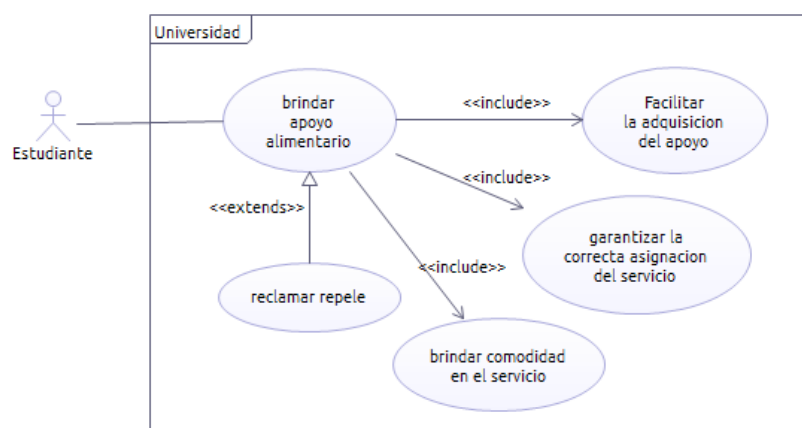 Universidad
Estudiante
brindar
apoyo
alimentario
<<include>>
Facilitar
la adquisicion
del apoyo
<<include>>
<<extends>>
garantizar la
correcta asignacion
del servicio
<<include>>
reclamar repele
brindar comodidad
en el servicio